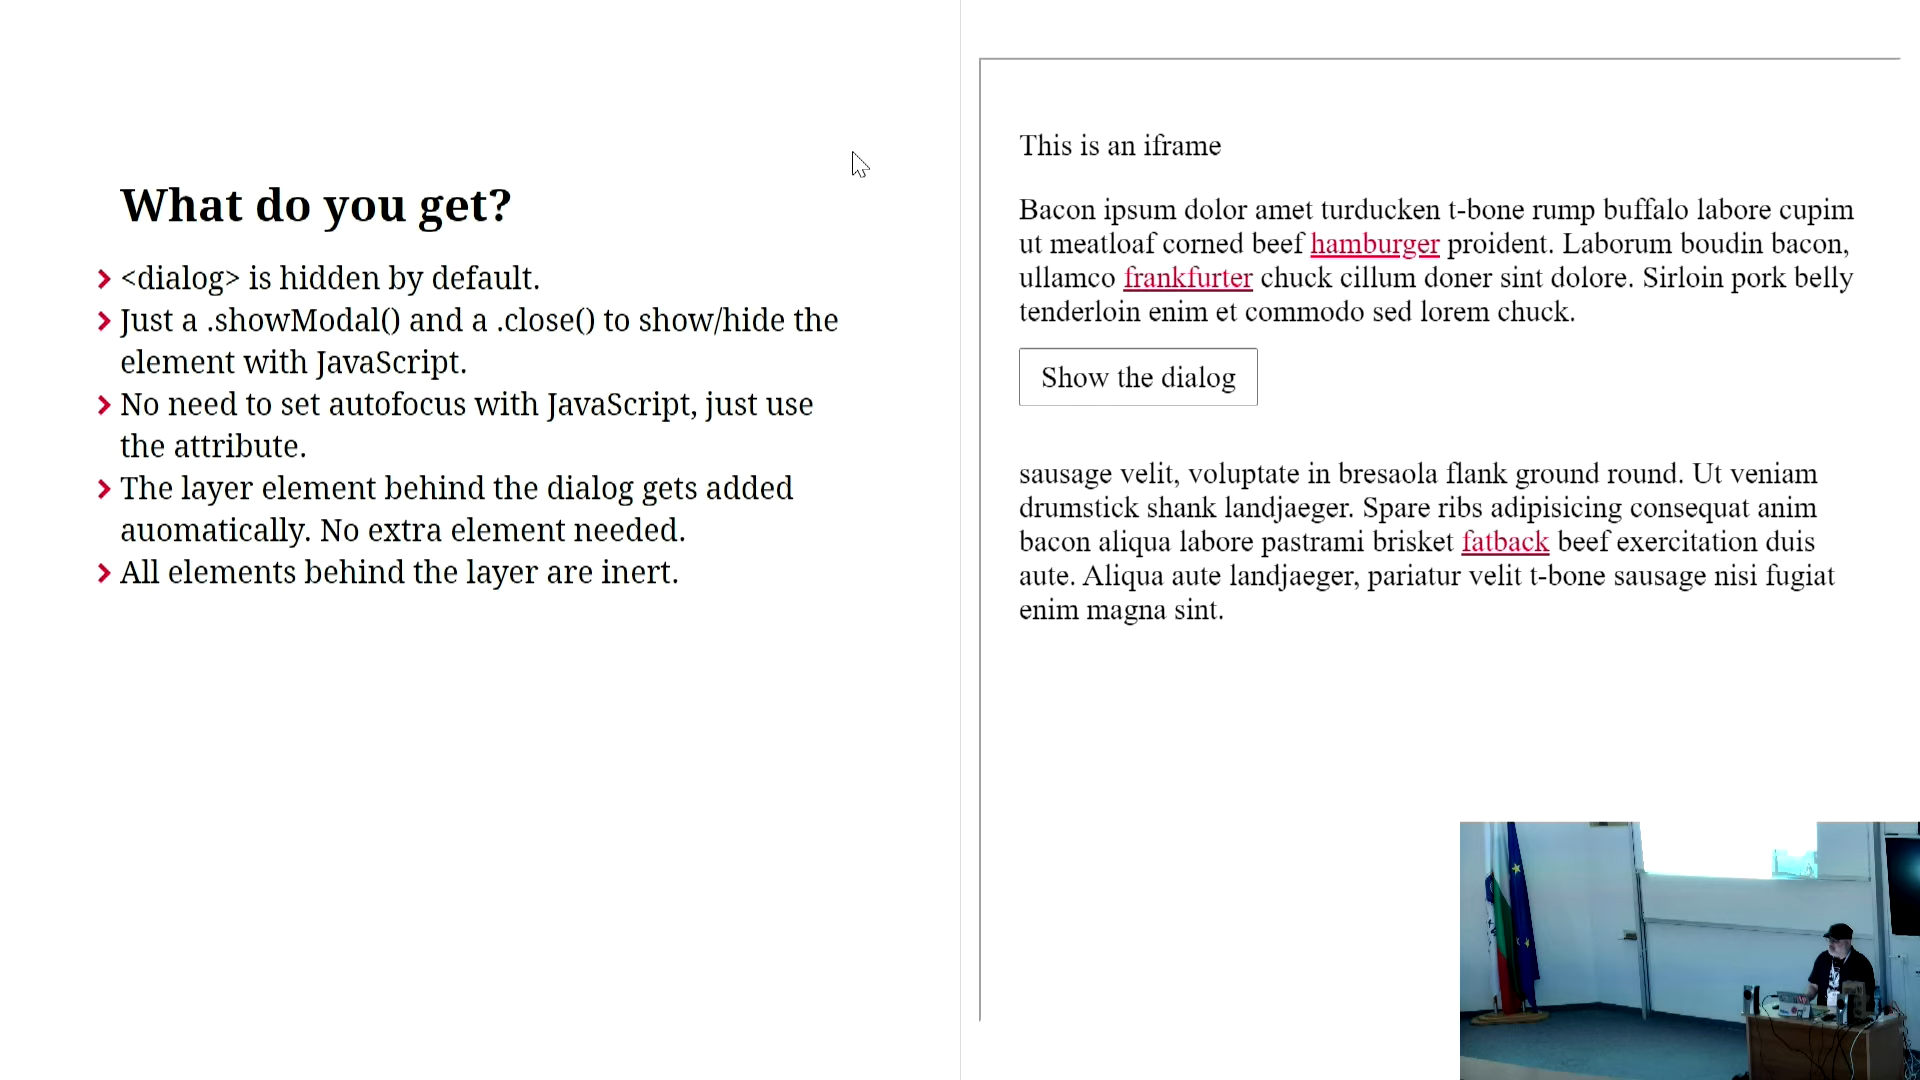 What do you get?
<dialog> is hidden by default.
Just a .showModal() and a .close() to show/hide the
element with JavaScript.
No need to set autofocus with JavaScript, just use
the attribute.
The layer element behind the dialog gets added
auomatically. No extra element needed.
All elements behind the layer are inert.
This is an iframe
Bacon ipsum dolor amet turducken t-bone rump buffalo labore cupim
ut meatloaf corned beef hamburger proident. Laborum boudin bacon,
ullamco frankfurter chuck cillum doner sint dolore. Sirloin pork belly
tenderloin enim et commodo sed lorem chuck.
Show the dialog
sausage velit, voluptate in bresaola flank ground round. Ut veniam
drumstick shank landjaeger. Spare ribs adipisicing consequat anim
bacon aliqua labore pastrami brisket fatback beef exercitation duis
aute. Aliqua aute landjaeger, pariatur velit t-bone sausage nisi fugiat
enim magna sint.